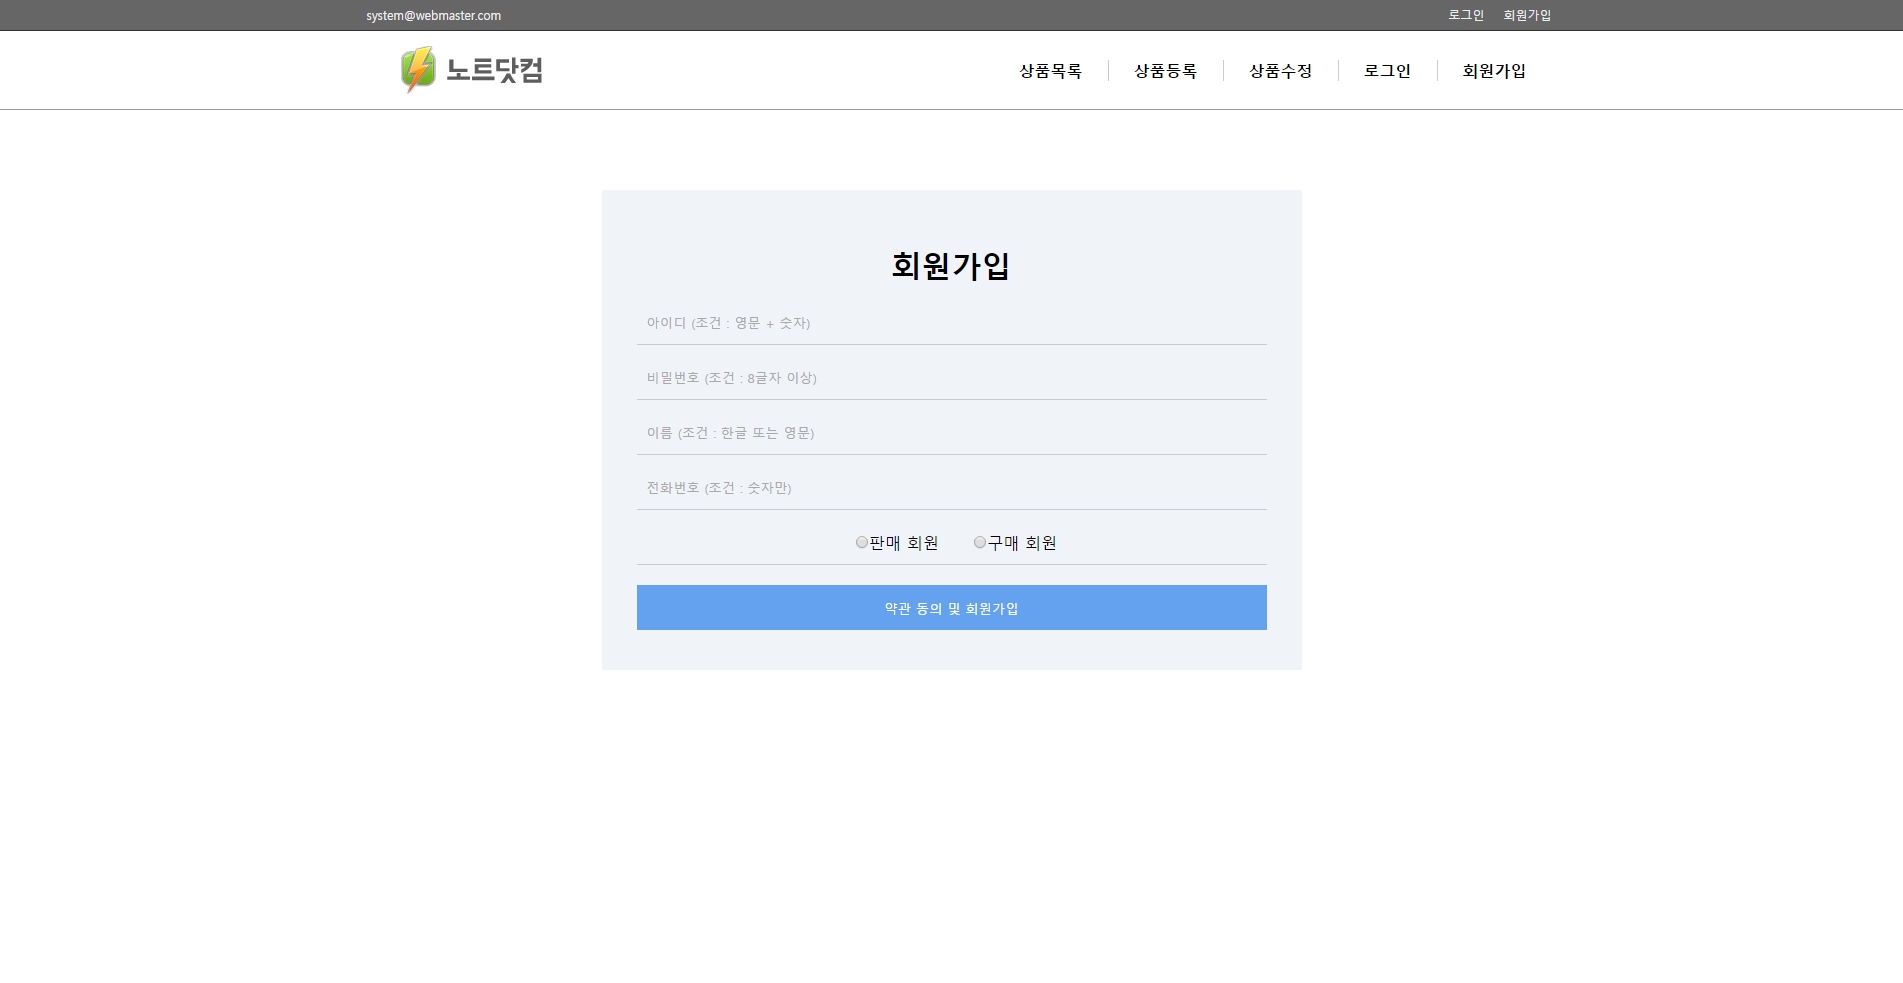 system@webmaster.com 로그인 회원가입
노트닷컴 상품목록 상품등록 상품수정 로그인 회원가입
회원가입
아이디 (조건 : 영문 + 숫자)
비밀번호 (조건 : 8글자 이상)
이름 (조건 : 한글 또는 영문)
전화번호 (조건 : 숫자만)
판매 회원 구매 회원
약관 동의 및 회원가입